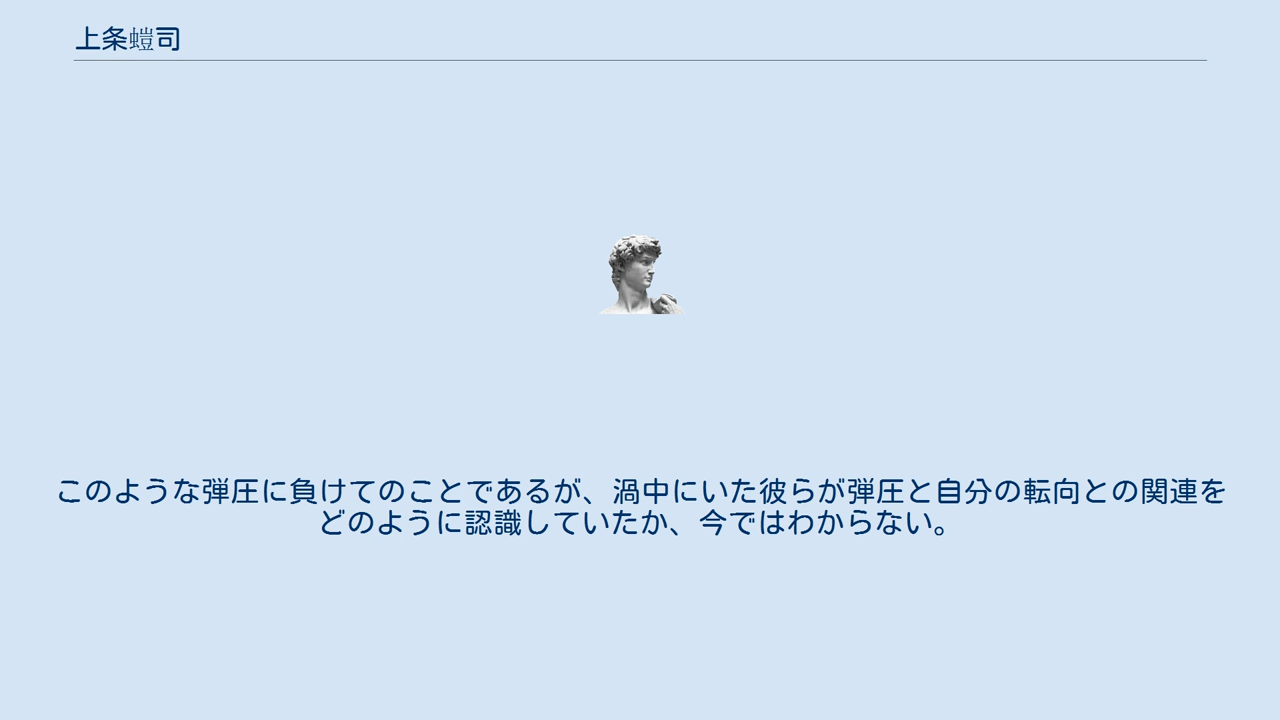 上条螘司
このような弾圧に負けてのことであるが、渦中にいた彼らが弾圧と自分の転向との関連を
どのように認識していたか、今ではわからない。